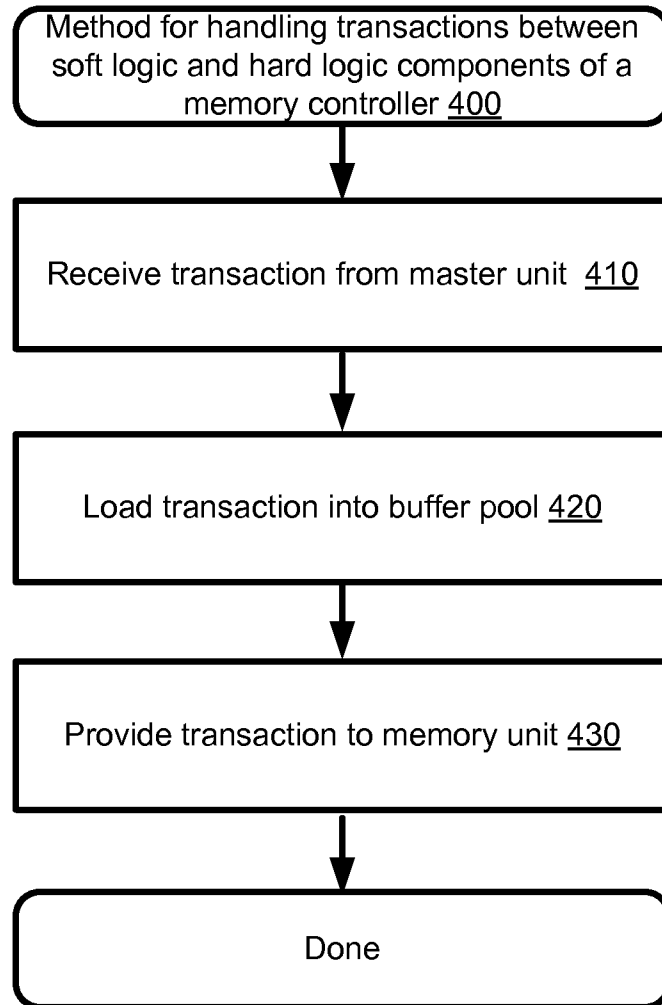 Method for handling transactions between
soft logic and hard logic components of a
memory controller 400
Receive transaction from master unit 410
Load transaction into buffer pool 420
Provide transaction to memory unit 430
Done